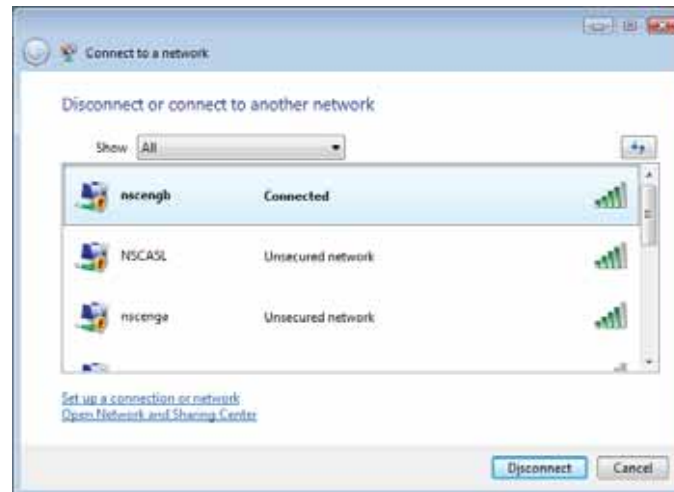 Connect to a network
Disconnect or connect to another network
Show All
nscengb Connected
NSCASL Unsecured network
nscenga Unsecured network
Set up a connection or network
Open Network and Sharing Center
Disconnect Cancel